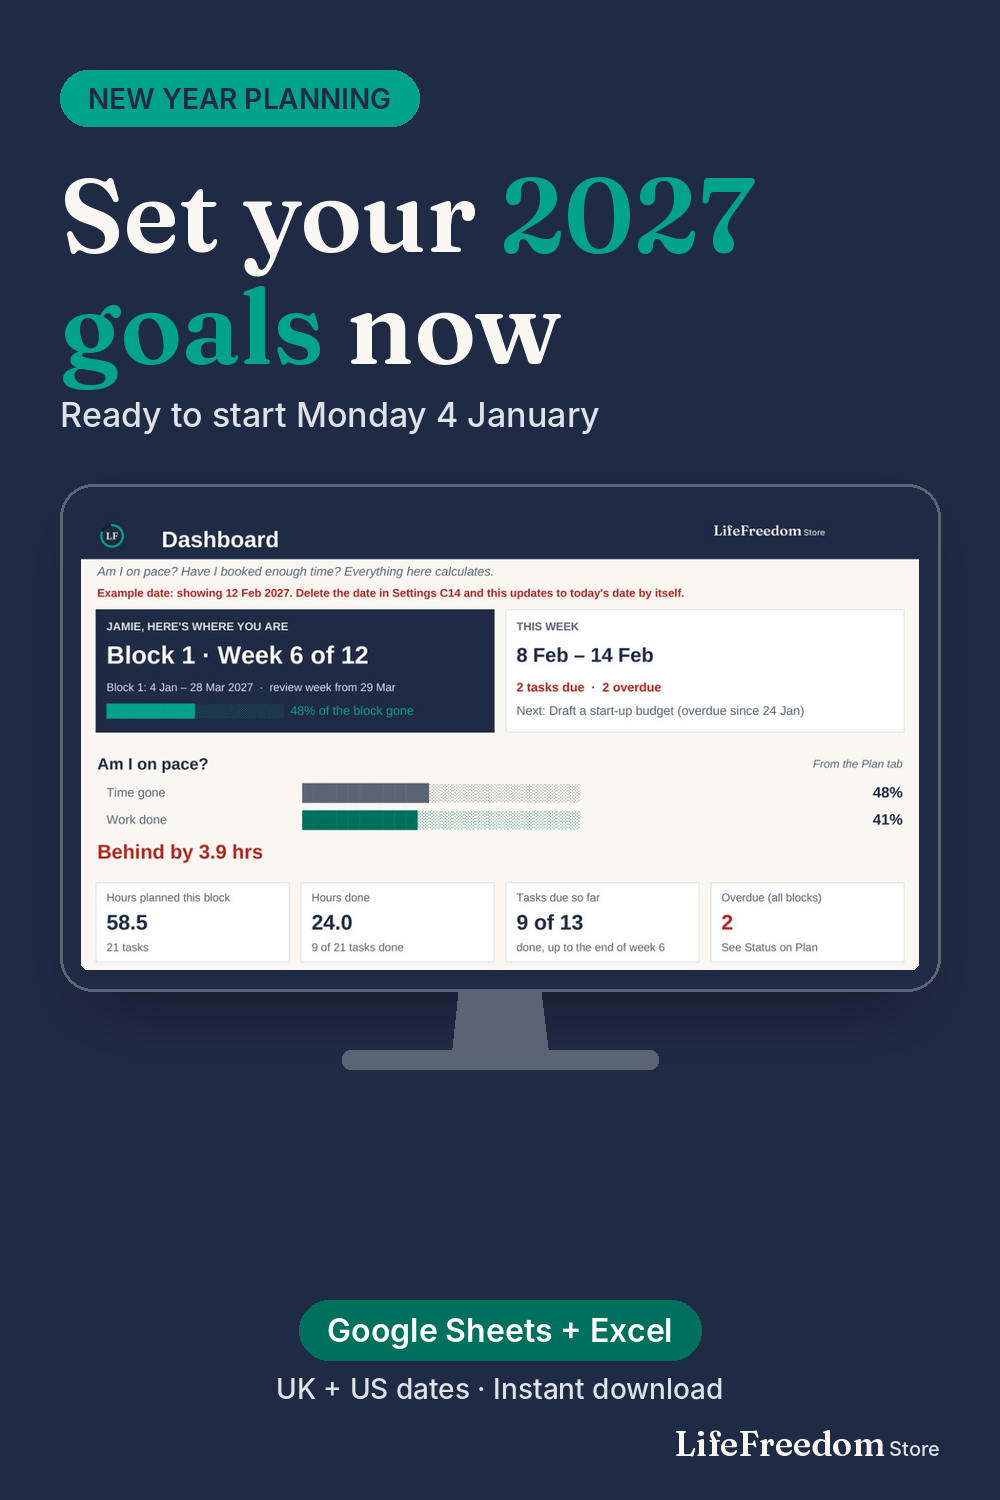 NEW YEAR PLANNING
Set your 2027
goals now
Ready to start Monday 4 January
LF
Dashboard
LifeFreedom Store
Am I on pace? Have I booked enough time? Everything here calculates.
Example date: showing 12 Feb 2027. Delete the date in Settings C14 and this updates to today's date by itself.
JAMIE, HERE'S WHERE YOU ARE
Block 1 · Week 6 of 12
Block 1: 4 Jan – 28 Mar 2027 · review week from 29 Mar
48% of the block gone
THIS WEEK
8 Feb – 14 Feb
2 tasks due · 2 overdue
Next: Draft a start-up budget (overdue since 24 Jan)
Am I on pace?
From the Plan tab
Time gone 48%
Work done 41%
Behind by 3.9 hrs
Hours planned this block
58.5
21 tasks
Hours done
24.0
9 of 21 tasks done
Tasks due so far
9 of 13
done, up to the end of week 6
Overdue (all blocks)
2
See Status on Plan
Google Sheets + Excel
UK + US dates · Instant download
LifeFreedom Store